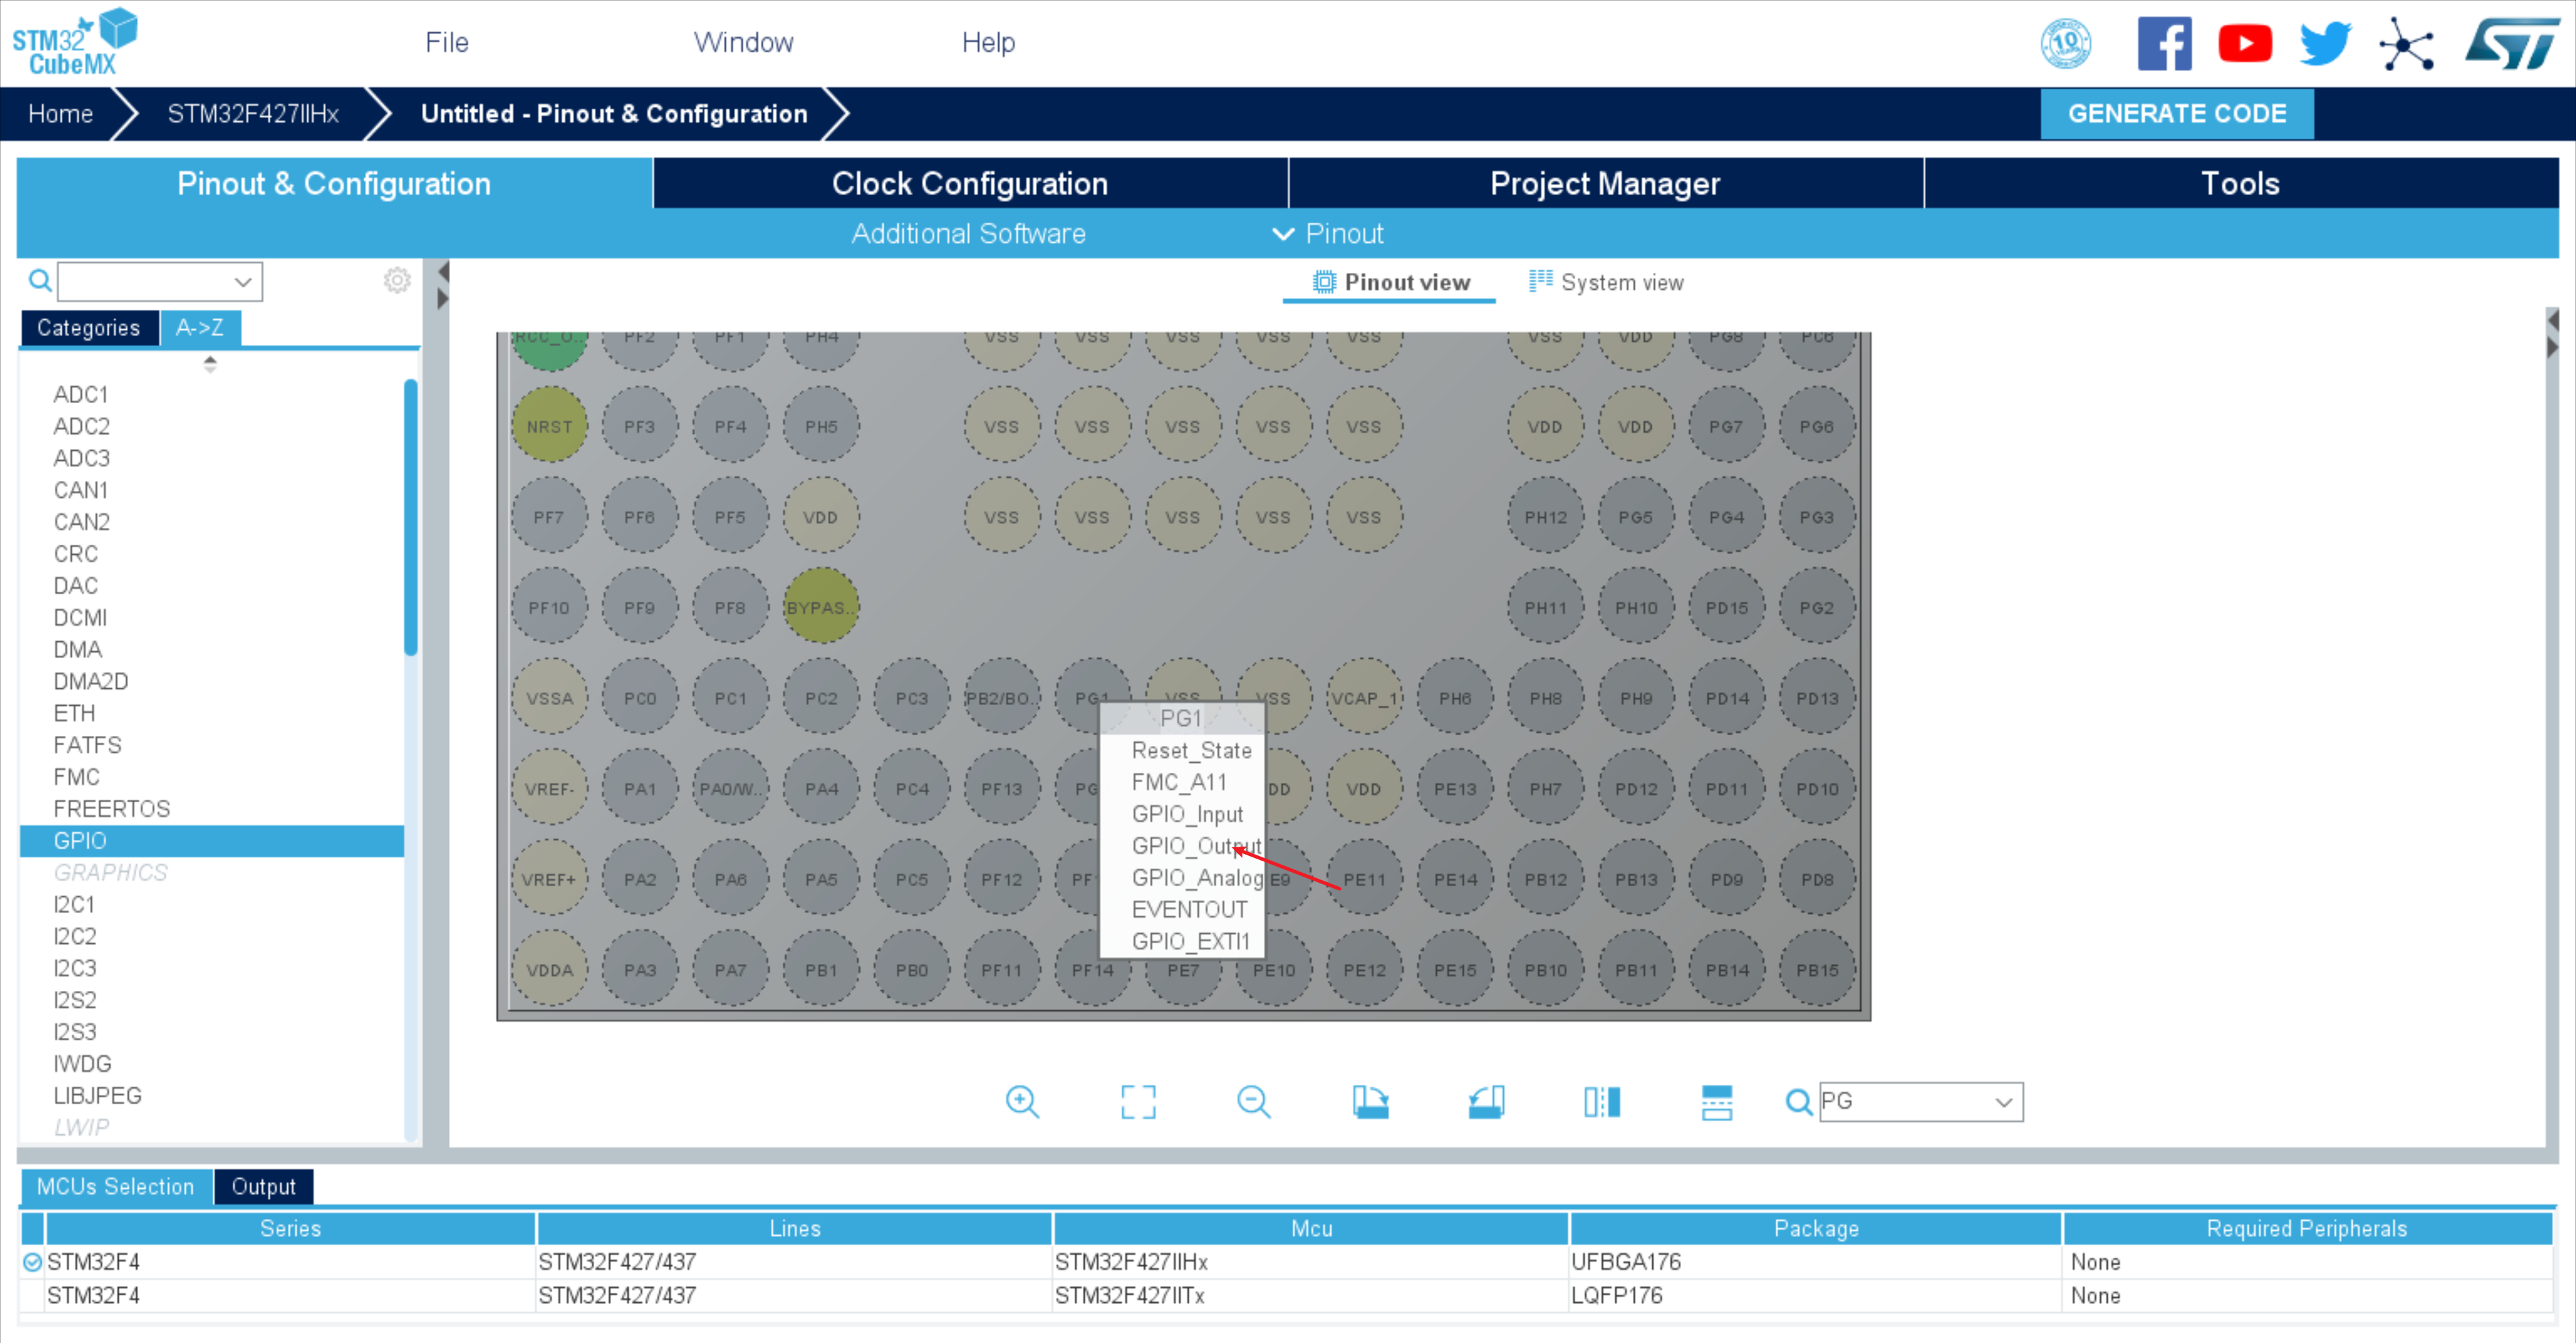 STM32
CubeMX
File Window Help
10
Home STM32F427IIHx Untitled - Pinout & Configuration GENERATE CODE
Pinout & Configuration Clock Configuration Project Manager Tools
Additional Software Pinout
Pinout view System view
Categories A->Z
ADC1
ADC2
ADC3
CAN1
CAN2
CRC
DAC
DCMI
DMA
DMA2D
ETH
FATFS
FMC
FREERTOS
GPIO
GRAPHICS
I2C1
I2C2
I2C3
I2S2
I2S3
IWDG
LIBJPEG
LWIP
RCC_O.. PF2 PF1 PH4 VSS VSS VSS VSS VSS VSS VDD PG8 PC6
NRST PF3 PF4 PH5 VSS VSS VSS VSS VSS VDD VDD PG7 PG6
PF7 PF6 PF5 VDD VSS VSS VSS VSS VSS PH12 PG5 PG4 PG3
PF10 PF9 PF8 BYPAS.. PH11 PH10 PD15 PG2
VSSA PC0 PC1 PC2 PC3 PB2/BO.. PG1 VSS VSS VCAP_1 PH6 PH8 PH9 PD14 PD13
VREF- PA1 PA0/W.. PA4 PC4 PF13 PG DD VDD PE13 PH7 PD12 PD11 PD10
VREF+ PA2 PA6 PA5 PC5 PF12 PF E9 PE11 PE14 PB12 PB13 PD9 PD8
VDDA PA3 PA7 PB1 PB0 PF11 PF14 PE7 PE10 PE12 PE15 PB10 PB11 PB14 PB15
PG1
Reset_State
FMC_A11
GPIO_Input
GPIO_Output
GPIO_Analog
EVENTOUT
GPIO_EXTI1
PG
MCUs Selection Output
Series Lines Mcu Package Required Peripherals
STM32F4 STM32F427/437 STM32F427IIHx UFBGA176 None
STM32F4 STM32F427/437 STM32F427IITx LQFP176 None